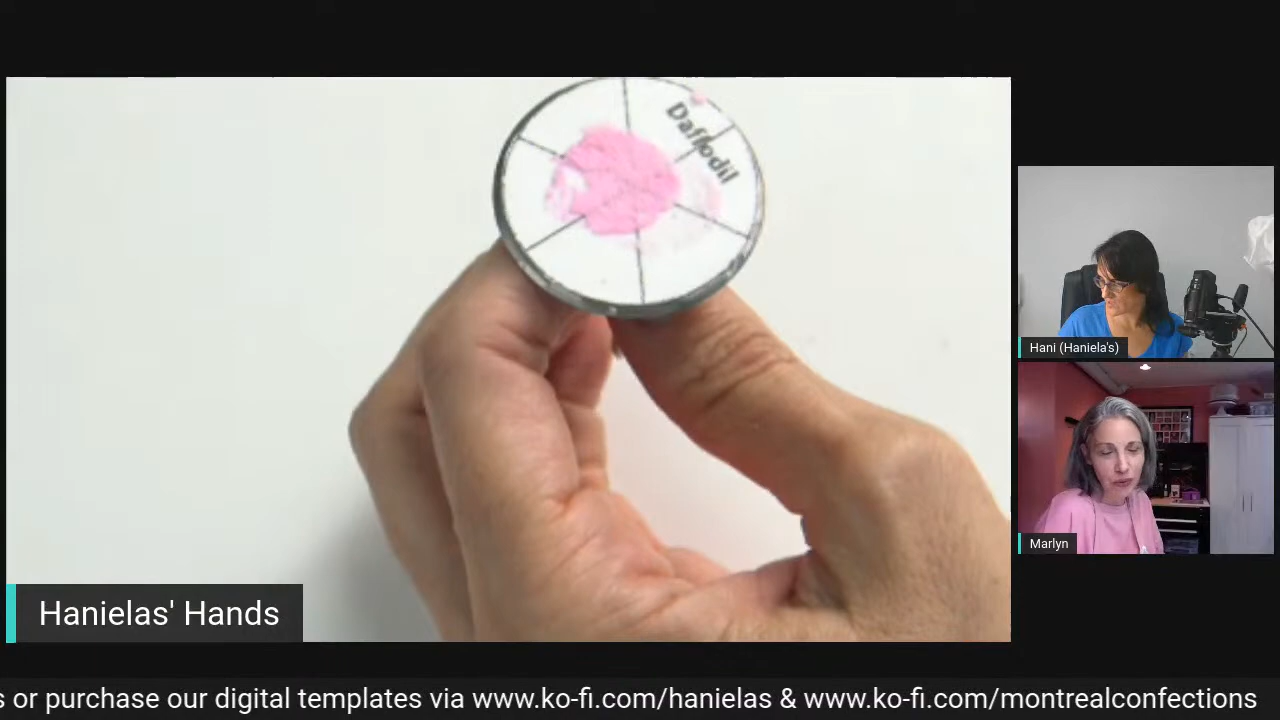 Daffodil
Hani (Haniela's)
Marlyn
Hanielas' Hands
s or purchase our digital templates via www.ko-fi.com/hanielas & www.ko-fi.com/montrealconfections